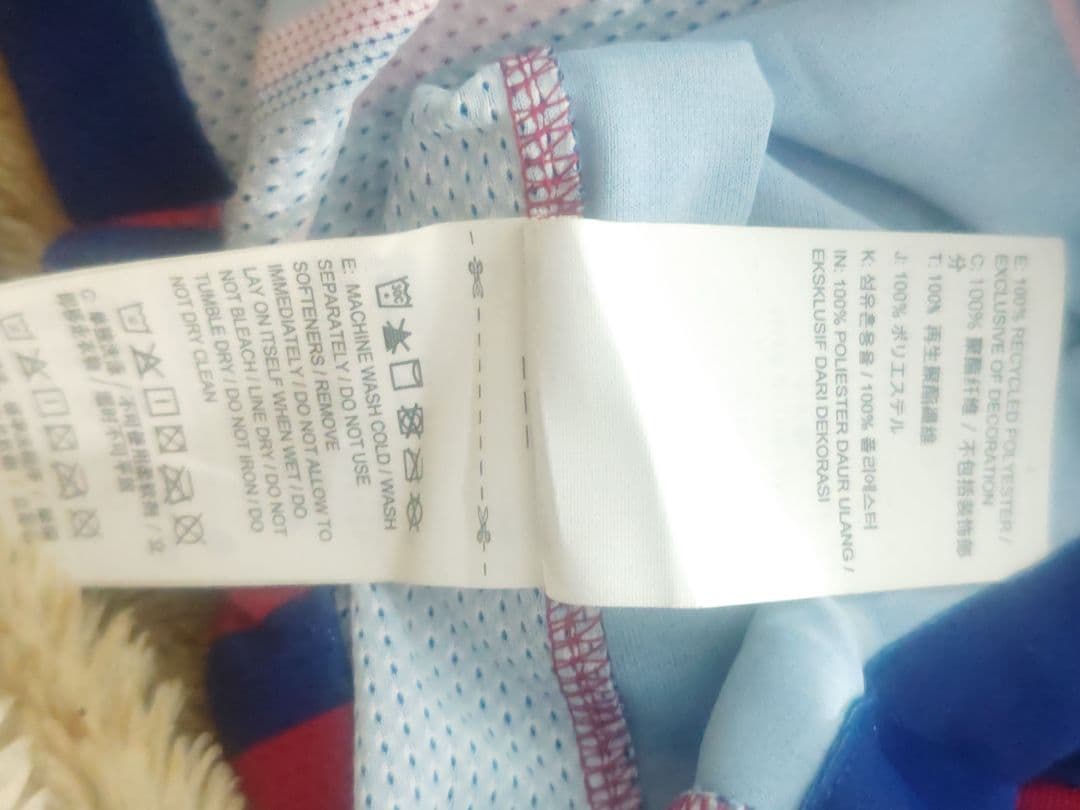 E: 100% RECYCLED POLYESTER /
EXCLUSIVE OF DECORATION
C: 100% 聚酯纤维 / 不包括装饰部
分
T: 100% 再生聚酯纖維
J: 100% ポリエステル
K: 섬유혼용율 / 100% 폴리에스터
IN: 100% POLIESTER DAUR ULANG /
EKSKLUSIF DARI DEKORASI
30C
E: MACHINE WASH COLD / WASH
SEPARATELY / DO NOT USE
SOFTENERS / REMOVE
IMMEDIATELY / DO NOT ALLOW TO
LAY ON ITSELF WHEN WET / DO
NOT BLEACH / LINE DRY / DO NOT
TUMBLE DRY / DO NOT IRON / DO
NOT DRY CLEAN